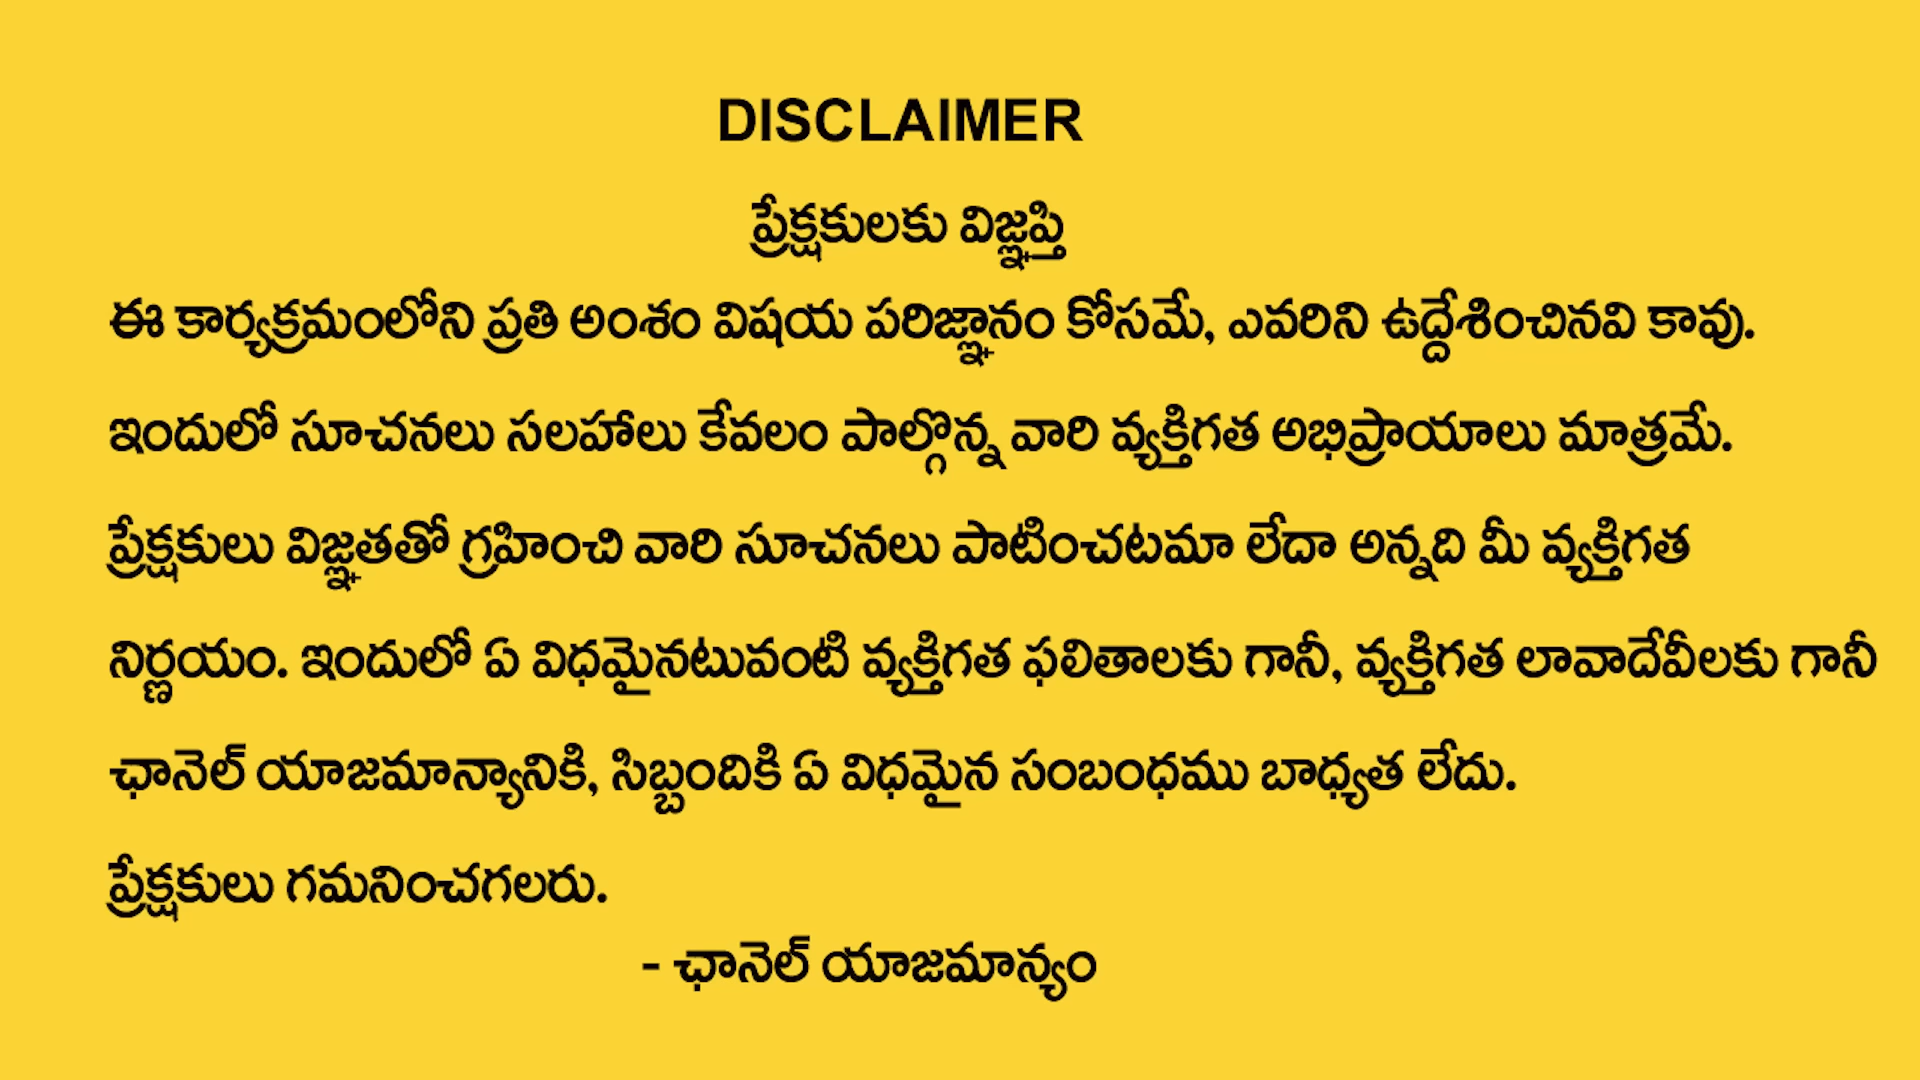 DISCLAIMER
ప్రేక్షకులకు విజ్ఞప్తి
ఈ కార్యక్రమంలోని ప్రతి అంశం విషయ పరిజ్ఞానం కోసమే, ఎవరిని ఉద్దేశించినవి కావు.
ఇందులో సూచనలు సలహాలు కేవలం పాల్గొన్న వారి వ్యక్తిగత అభిప్రాయాలు మాత్రమే.
ప్రేక్షకులు విజ్ఞతతో గ్రహించి వారి సూచనలు పాటించటమా లేదా అన్నది మీ వ్యక్తిగత
నిర్ణయం. ఇందులో ఏ విధమైనటువంటి వ్యక్తిగత ఫలితాలకు గానీ, వ్యక్తిగత లావాదేవీలకు గానీ
ఛానెల్ యాజమాన్యానికి, సిబ్బందికి ఏ విధమైన సంబంధము బాధ్యత లేదు.
ప్రేక్షకులు గమనించగలరు.
- ఛానెల్ యాజమాన్యం